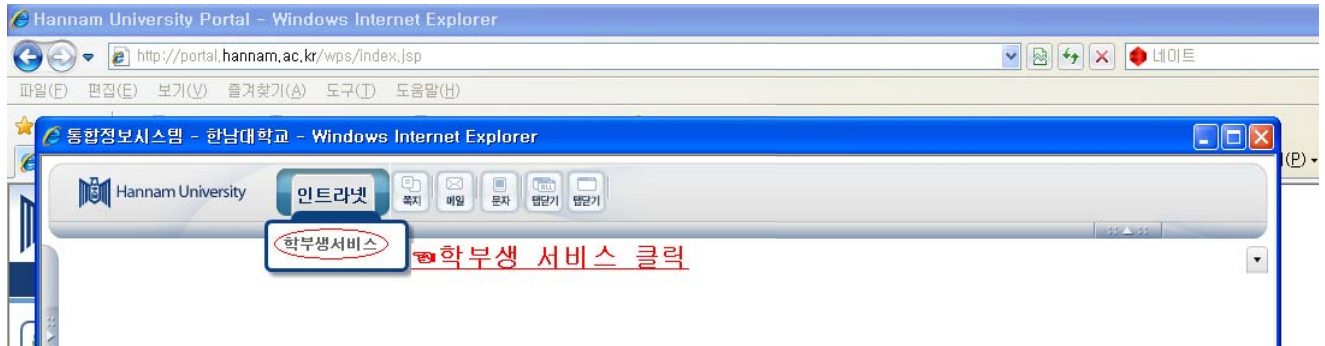 Hannam University Portal - Windows Internet Explorer
http://portal.hannam.ac.kr/wps/index.jsp
네이트
파일(F) 편집(E) 보기(V) 즐겨찾기(A) 도구(T) 도움말(H)
통합정보시스템 - 한남대학교 - Windows Internet Explorer
(P)
Hannam University
인트라넷
쪽지 메일 문자 탭닫기 탭닫기
학부생서비스
☜학부생 서비스 클릭